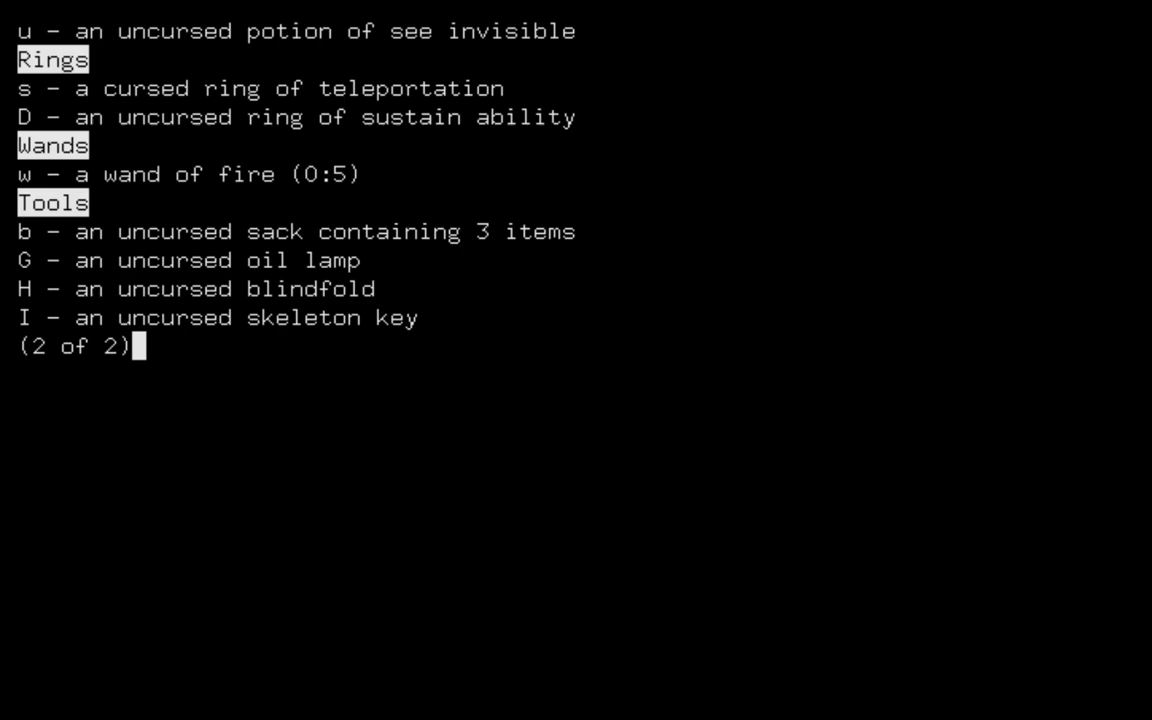 u - an uncursed potion of see invisible
Rings
s - a cursed ring of teleportation
D - an uncursed ring of sustain ability
Wands
w - a wand of fire (0:5)
Tools
b - an uncursed sack containing 3 items
G - an uncursed oil lamp
H - an uncursed blindfold
I - an uncursed skeleton key
(2 of 2)